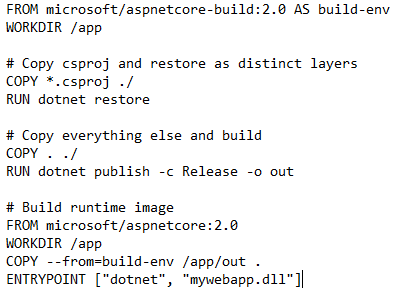 FROM microsoft/aspnetcore-build:2.0 AS build-env
WORKDIR /app

# Copy csproj and restore as distinct layers
COPY *.csproj ./
RUN dotnet restore

# Copy everything else and build
COPY . ./
RUN dotnet publish -c Release -o out

# Build runtime image
FROM microsoft/aspnetcore:2.0
WORKDIR /app
COPY --from=build-env /app/out .
ENTRYPOINT ["dotnet", "mywebapp.dll"]